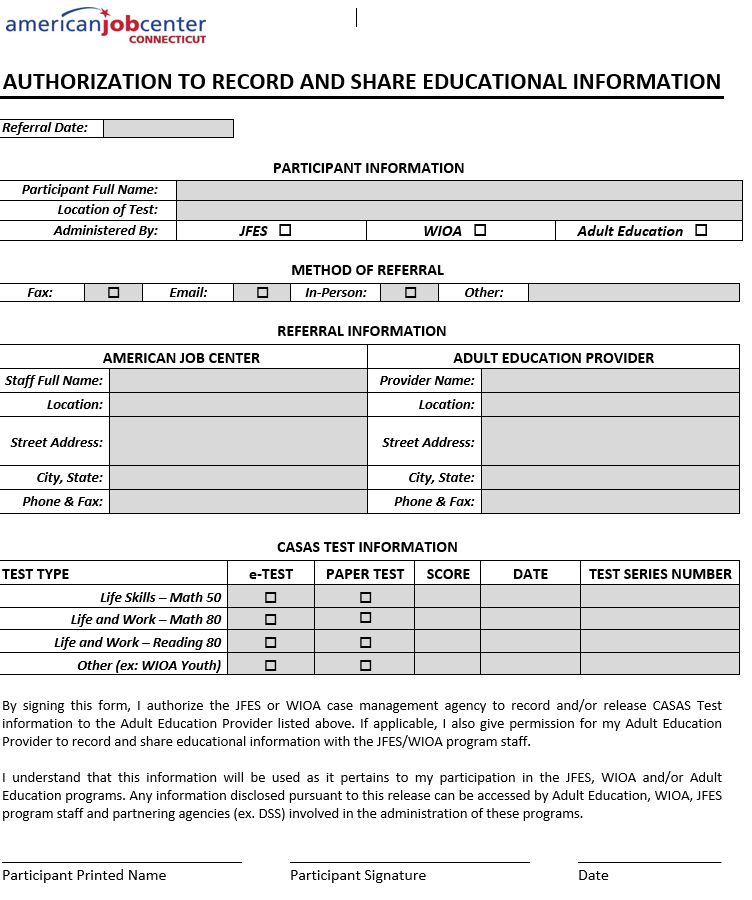 americanjobcenter
CONNECTICUT
AUTHORIZATION TO RECORD AND SHARE EDUCATIONAL INFORMATION
Referral Date:
PARTICIPANT INFORMATION
Participant Full Name:
Location of Test:
Administered By: JFES ☐ WIOA ☐ Adult Education ☐
METHOD OF REFERRAL
Fax: ☐ Email: ☐ In-Person: ☐ Other:
REFERRAL INFORMATION
AMERICAN JOB CENTER ADULT EDUCATION PROVIDER
Staff Full Name: Provider Name:
Location: Location:
Street Address: Street Address:
City, State: City, State:
Phone & Fax: Phone & Fax:
CASAS TEST INFORMATION
TEST TYPE e-TEST PAPER TEST SCORE DATE TEST SERIES NUMBER
Life Skills – Math 50 ☐ ☐
Life and Work – Math 80 ☐ ☐
Life and Work – Reading 80 ☐ ☐
Other (ex: WIOA Youth) ☐ ☐
By signing this form, I authorize the JFES or WIOA case management agency to record and/or release CASAS Test
information to the Adult Education Provider listed above. If applicable, I also give permission for my Adult Education
Provider to record and share educational information with the JFES/WIOA program staff.
I understand that this information will be used as it pertains to my participation in the JFES, WIOA and/or Adult
Education programs. Any information disclosed pursuant to this release can be accessed by Adult Education, WIOA, JFES
program staff and partnering agencies (ex. DSS) involved in the administration of these programs.
Participant Printed Name Participant Signature Date